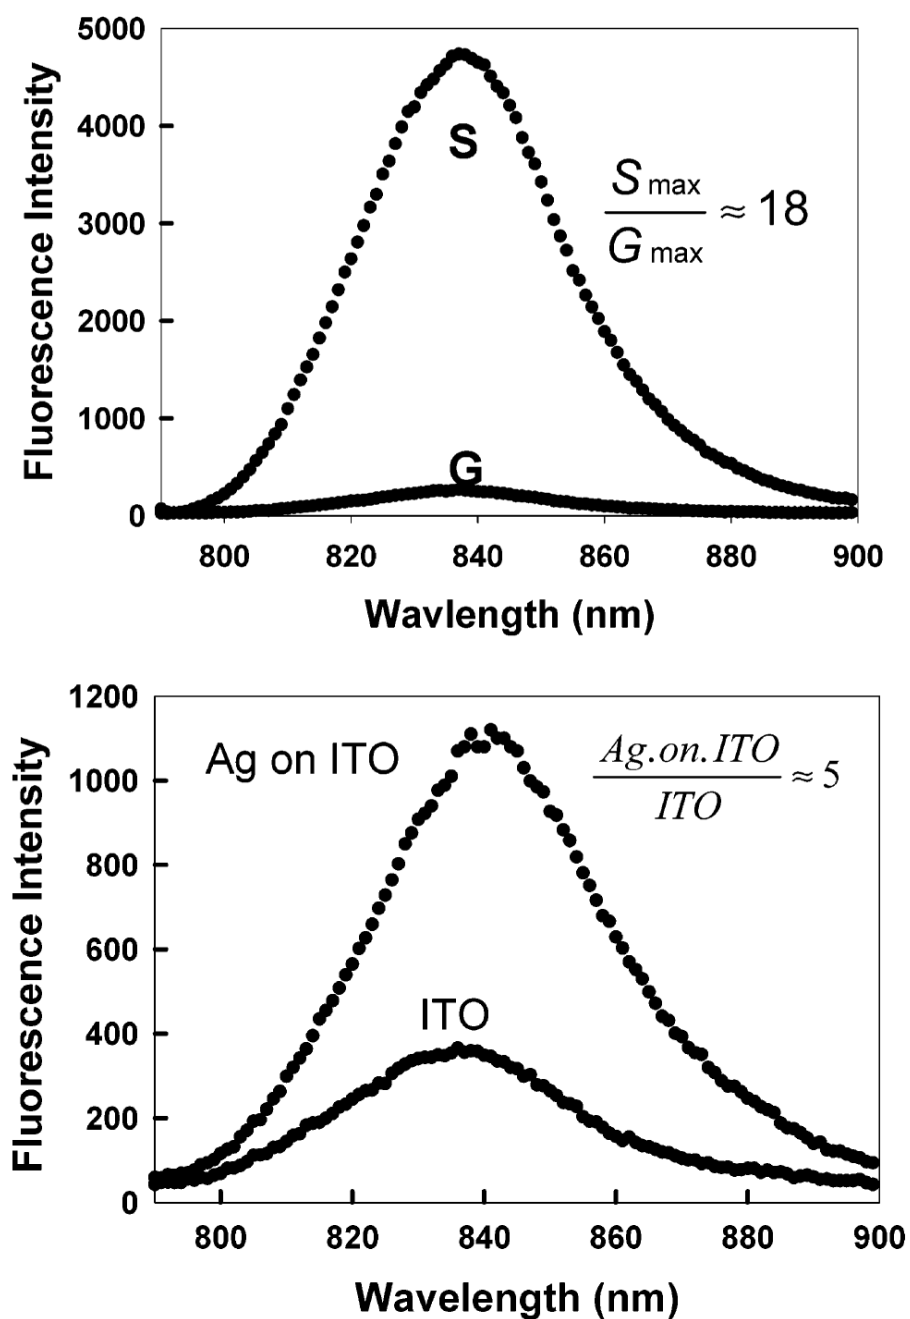 5000
4000
3000
2000
1000
0
Fluorescence Intensity
S
G
S max
G max
≈ 18
800 820 840 860 880 900
Wavlength (nm)
1200
1000
800
600
400
200
0
Fluorescence Intensity
Ag on ITO
Ag.on.ITO
ITO
≈ 5
ITO
800 820 840 860 880 900
Wavelength (nm)